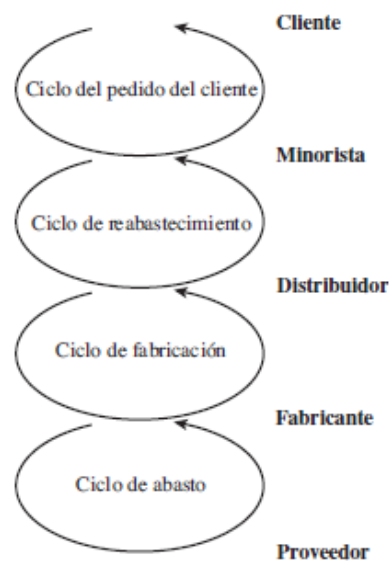 Cliente
Ciclo del pedido del cliente
Minorista
Ciclo de reabastecimiento
Distribuidor
Ciclo de fabricación
Fabricante
Ciclo de abasto
Proveedor